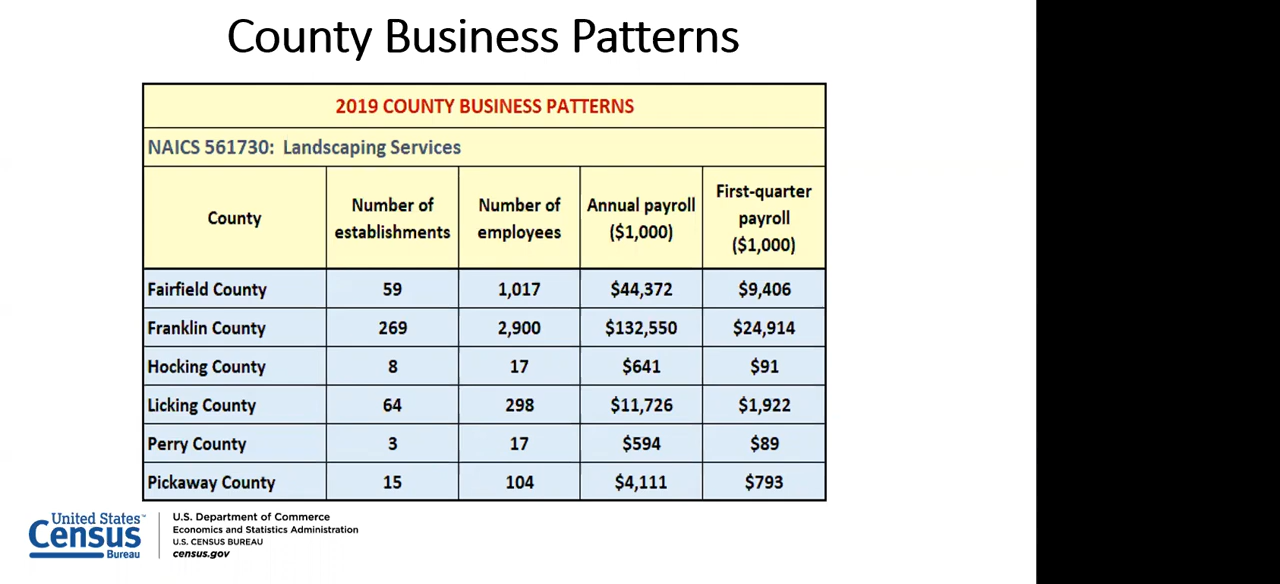 County Business Patterns
2019 COUNTY BUSINESS PATTERNS
NAICS 561730:  Landscaping Services
County
Number of
establishments
Number of
employees
Annual payroll
($1,000)
First-quarter
payroll
($1,000)
Fairfield County 59 1,017 $44,372 $9,406
Franklin County 269 2,900 $132,550 $24,914
Hocking County 8 17 $641 $91
Licking County 64 298 $11,726 $1,922
Perry County 3 17 $594 $89
Pickaway County 15 104 $4,111 $793
United States™
Census
Bureau
U.S. Department of Commerce
Economics and Statistics Administration
U.S. CENSUS BUREAU
census.gov